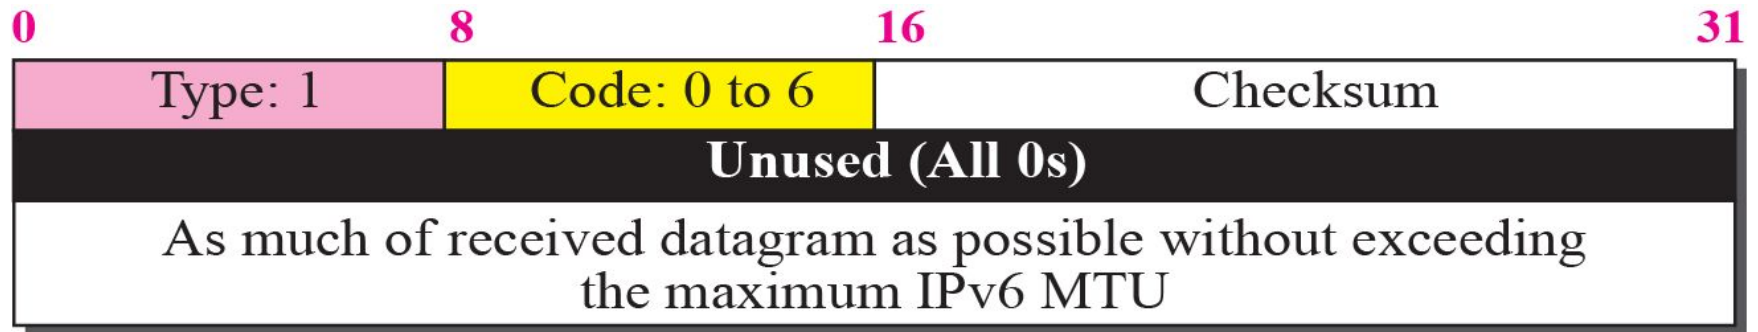 0 8 16 31
Type: 1 Code: 0 to 6 Checksum
Unused (All 0s)
As much of received datagram as possible without exceeding
the maximum IPv6 MTU